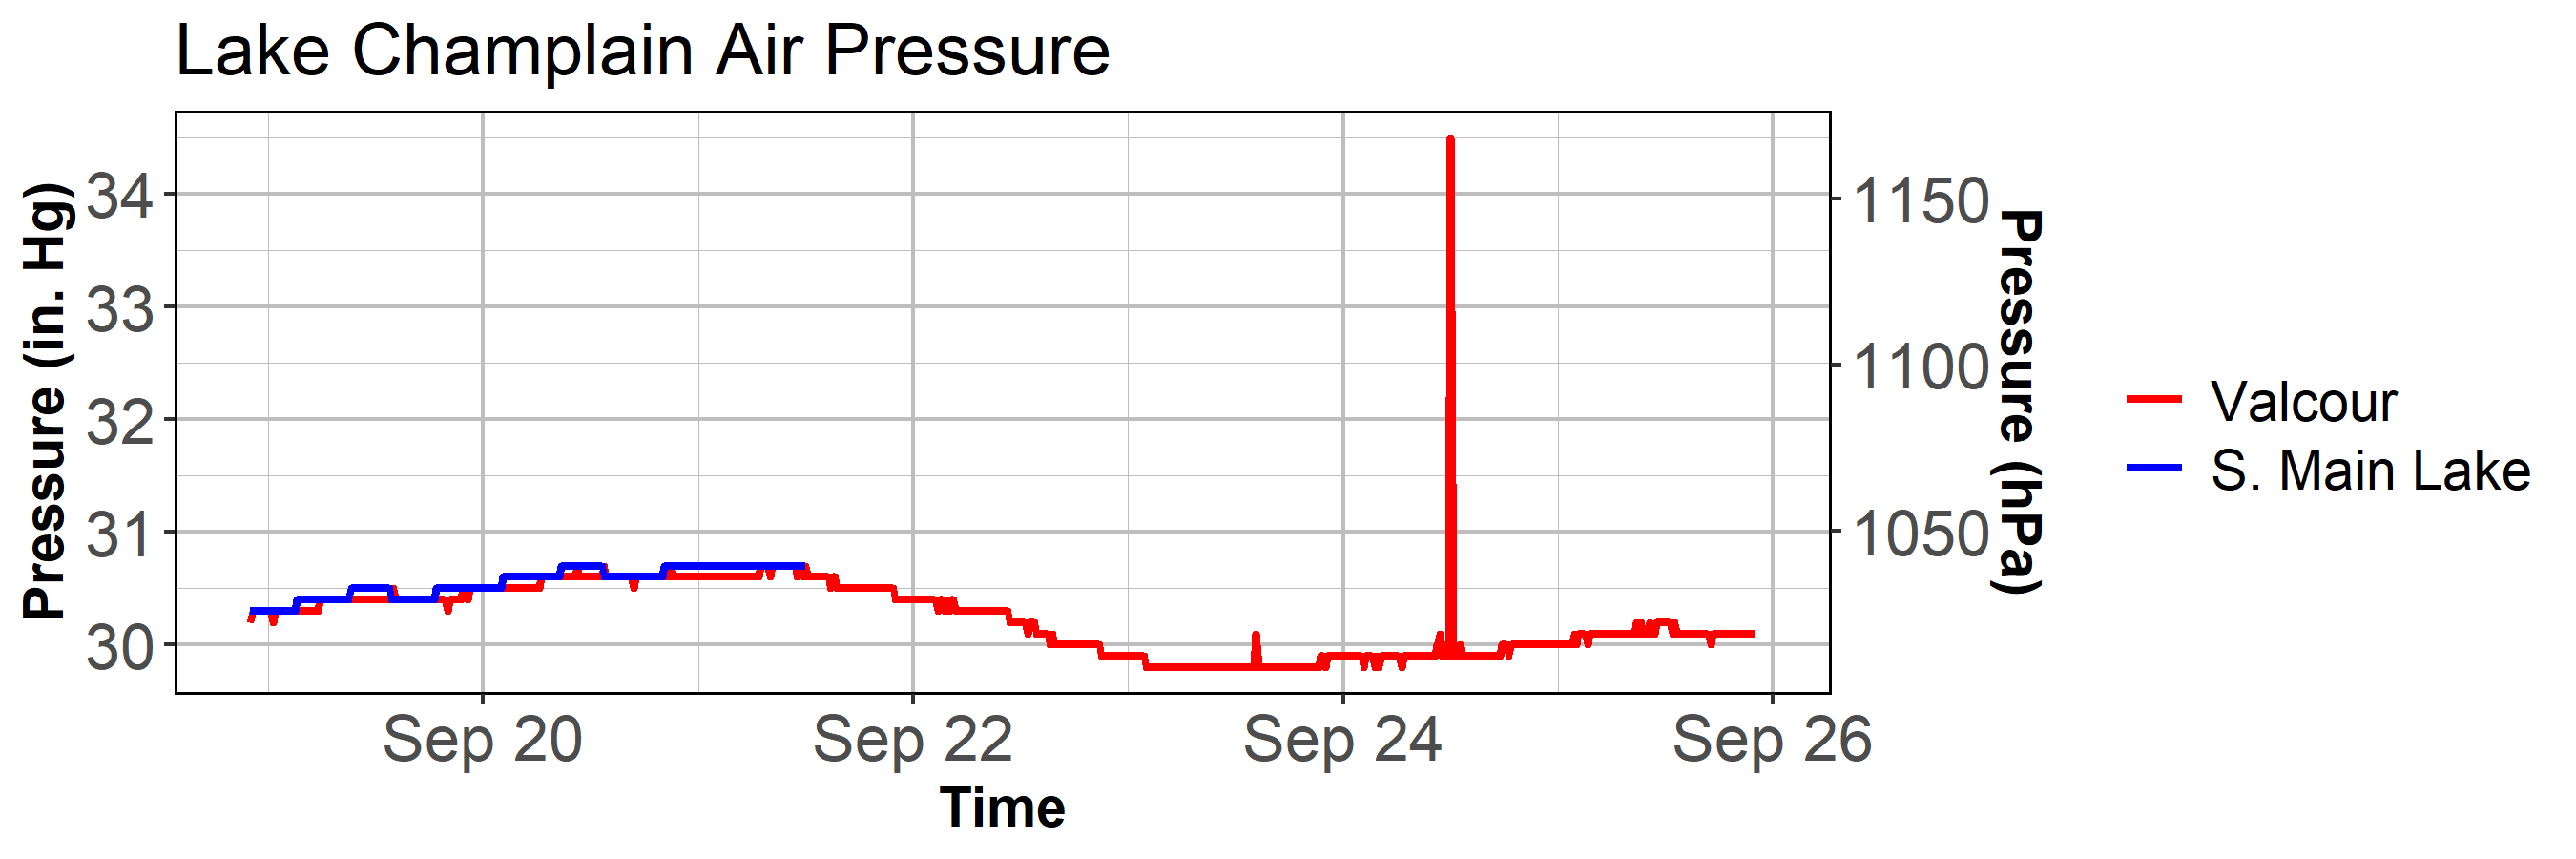 Lake Champlain Air Pressure
Pressure (in. Hg)
34
33
32
31
30
1150
1100
1050
Pressure (hPa)
Valcour
S. Main Lake
Sep 20
Sep 22
Sep 24
Sep 26
Time